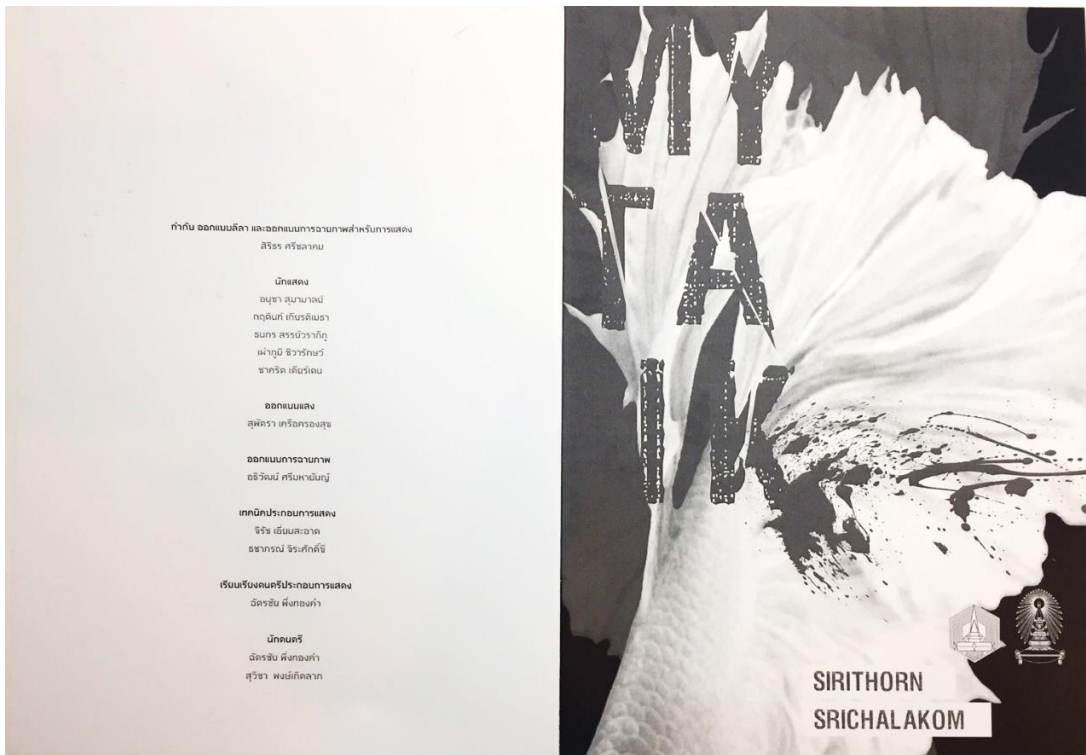 กำกับ ออกแบบลีลา และออกแบบการฉายภาพสำหรับการแสดง
สิริธร ศรีชลาคม
นักแสดง
อนุชา สุมามาลย์
กฤตินท์ เกียรติเมธา
ธนกร สรรย์วราภิภู
เผ่าภูมิ ชิวารักษว์
ชาคริต เตียร์เดน
ออกแบบแสง
สุพัตรา เครือครองสุข
ออกแบบการฉายภาพ
อธิวัฒน์ ศรีมหาบัณฑ์
เทคนิคประกอบการแสดง
จิรัช เอี่ยมสะอาด
ธชาภรณ์ จิระศักดิ์ชี
เรียบเรียงดนตรีประกอบการแสดง
ฉัตรชัย พึ่งทองคำ
นักดนตรี
ฉัตรชัย พึ่งทองคำ
สุวิชา พงษ์เกิดลาภ
MY
TA
IK
SIRITHORN
SRICHALAKOM